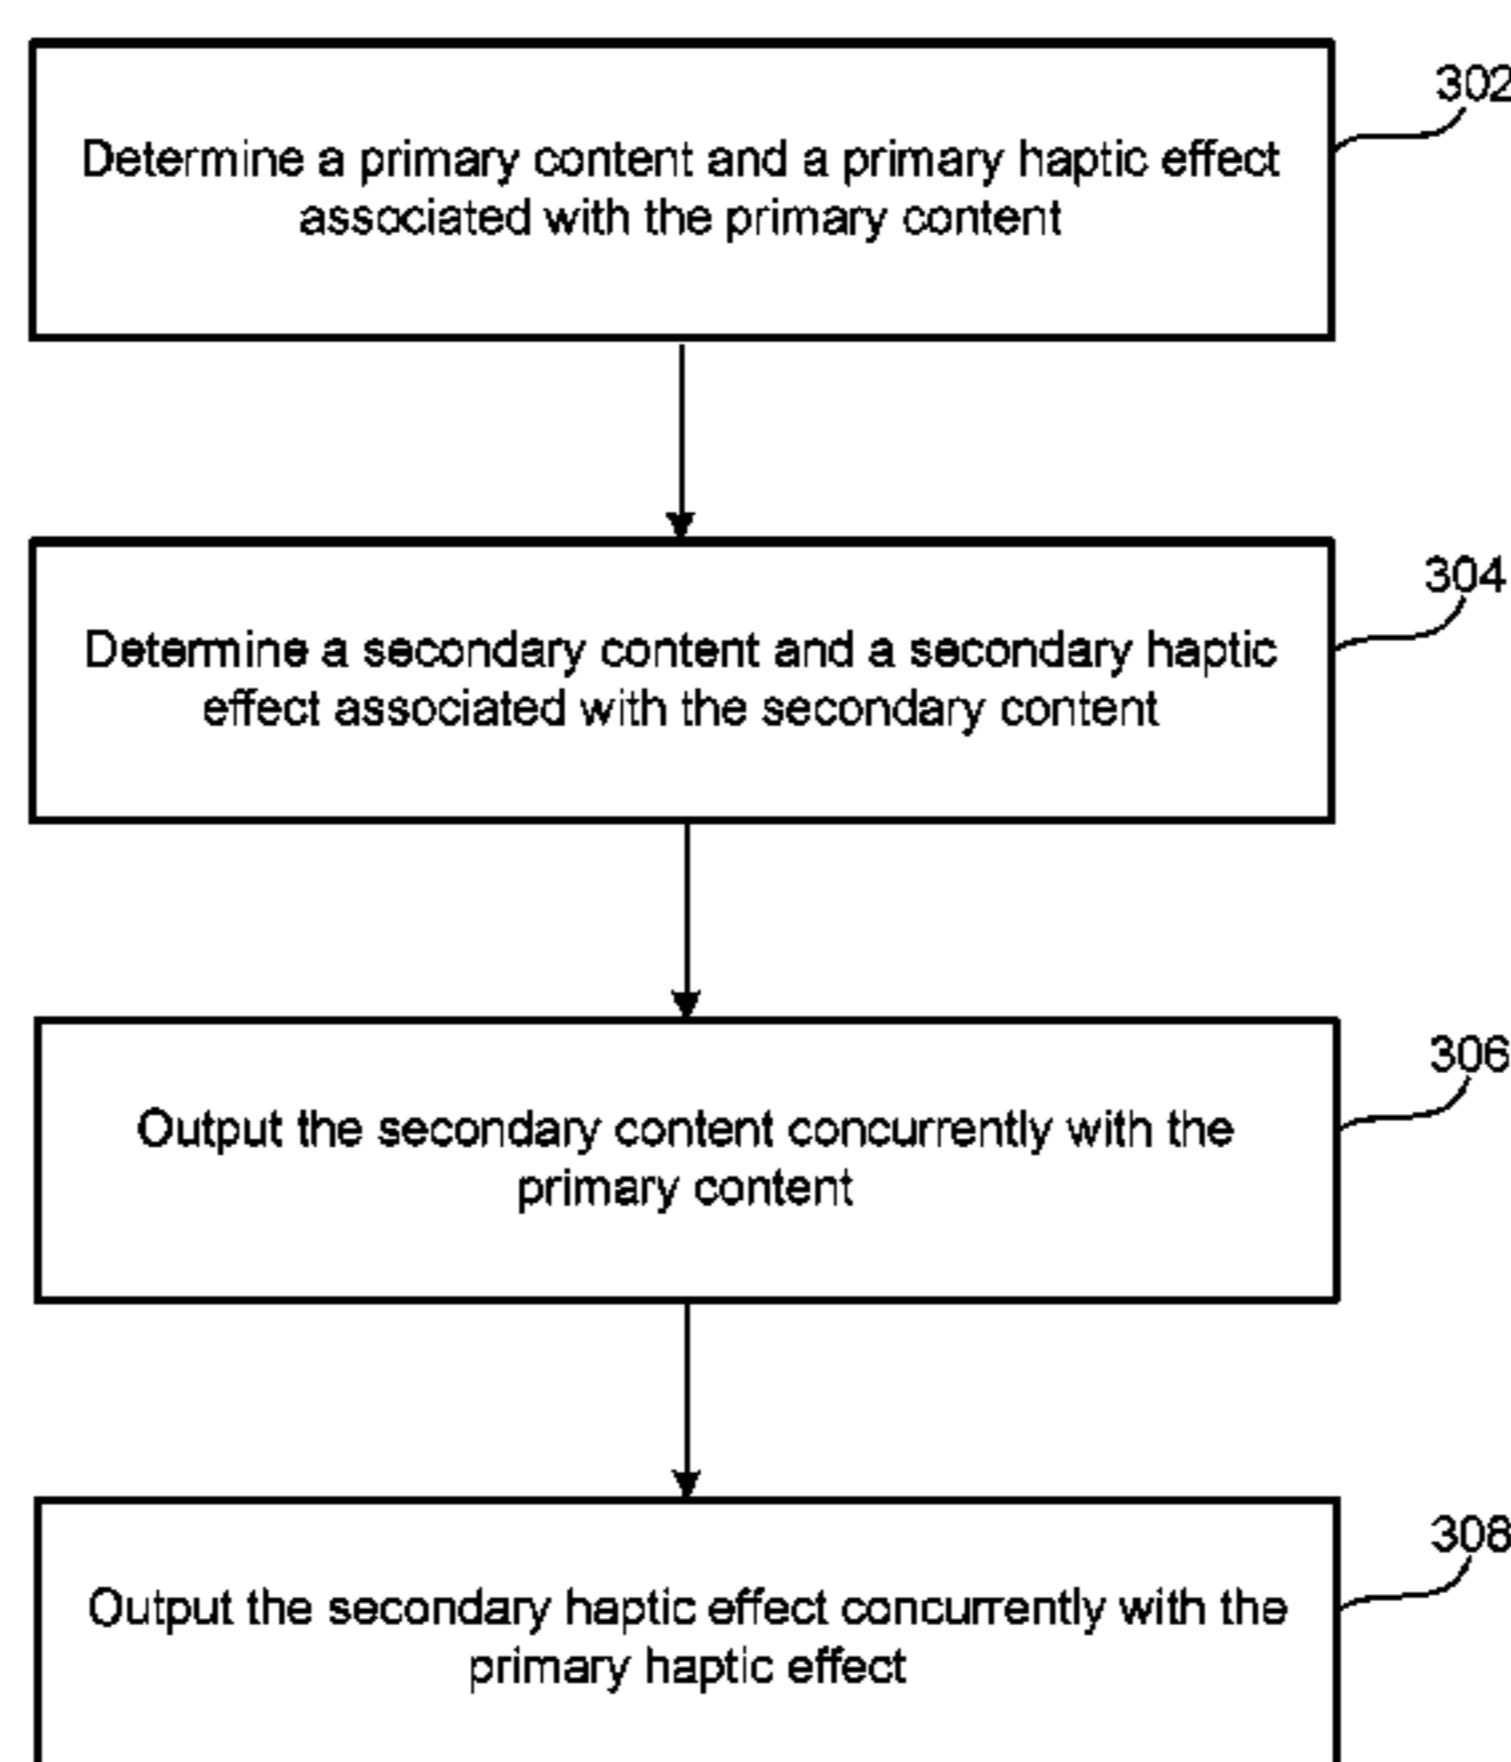 302
Determine a primary content and a primary haptic effect
associated with the primary content
304
Determine a secondary content and a secondary haptic
effect associated with the secondary content
306
Output the secondary content concurrently with the
primary content
308
Output the secondary haptic effect concurrently with the
primary haptic effect